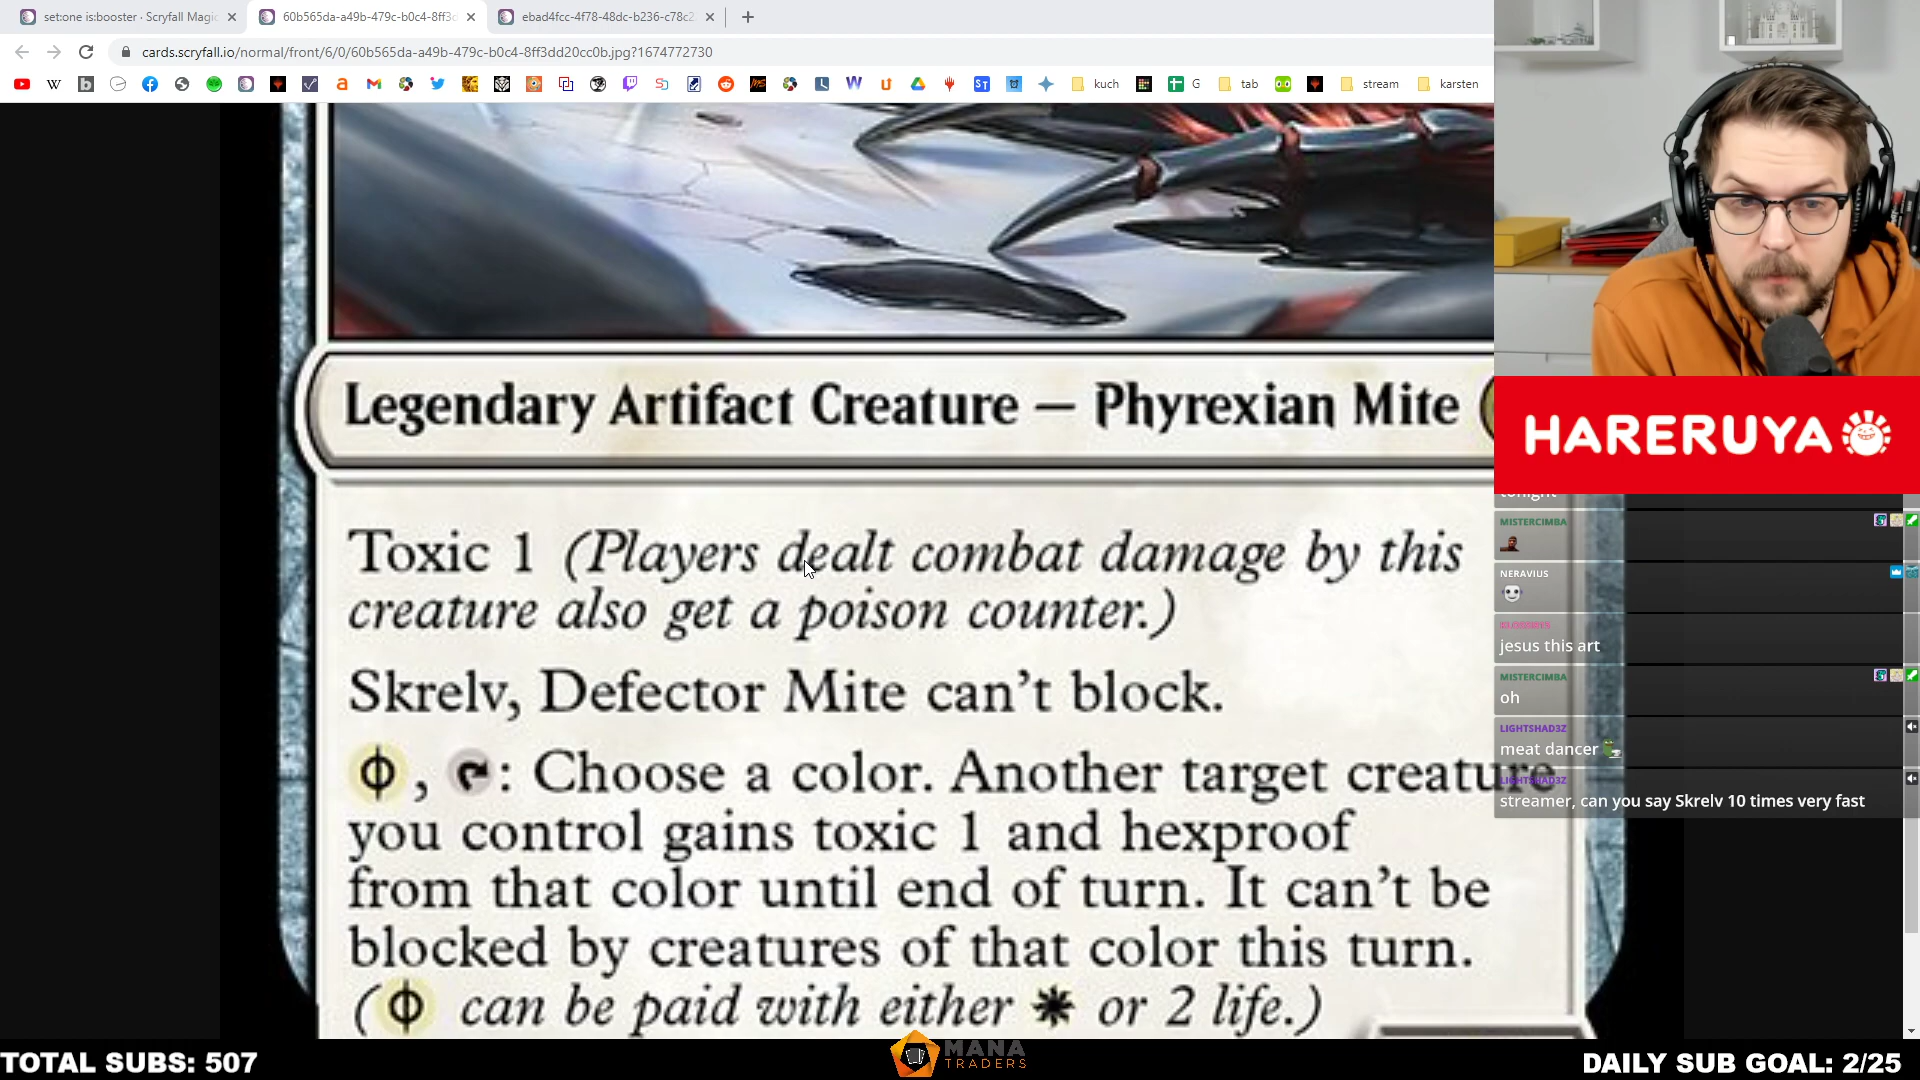 set:one is:booster · Scryfall Magic
60b565da-a49b-479c-b0c4-8ff3d
ebad4fcc-4f78-48dc-b236-c78c2
cards.scryfall.io/normal/front/6/0/60b565da-a49b-479c-b0c4-8ff3dd20cc0b.jpg?1674772730
kuch
G
tab
stream
karsten
Legendary Artifact Creature — Phyrexian Mite
Toxic 1 (Players dealt combat damage by this
creature also get a poison counter.)
Skrelv, Defector Mite can't block.
, : Choose a color. Another target creature
you control gains toxic 1 and hexproof
from that color until end of turn. It can't be
blocked by creatures of that color this turn.
( can be paid with either or 2 life.)
HARERUYA
tonight
MISTERCIMBA
NERAVIUS
jesus this art
MISTERCIMBA
oh
LIGHTSHAD3Z
meat dancer
LIGHTSHAD3Z
streamer, can you say Skrelv 10 times very fast
TOTAL SUBS: 507
MANA
TRADERS
DAILY SUB GOAL: 2/25